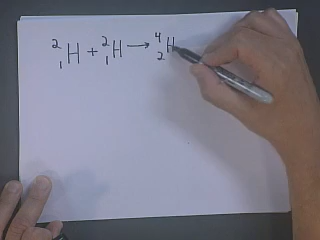 ²₁H + ²₁H → ⁴₂H